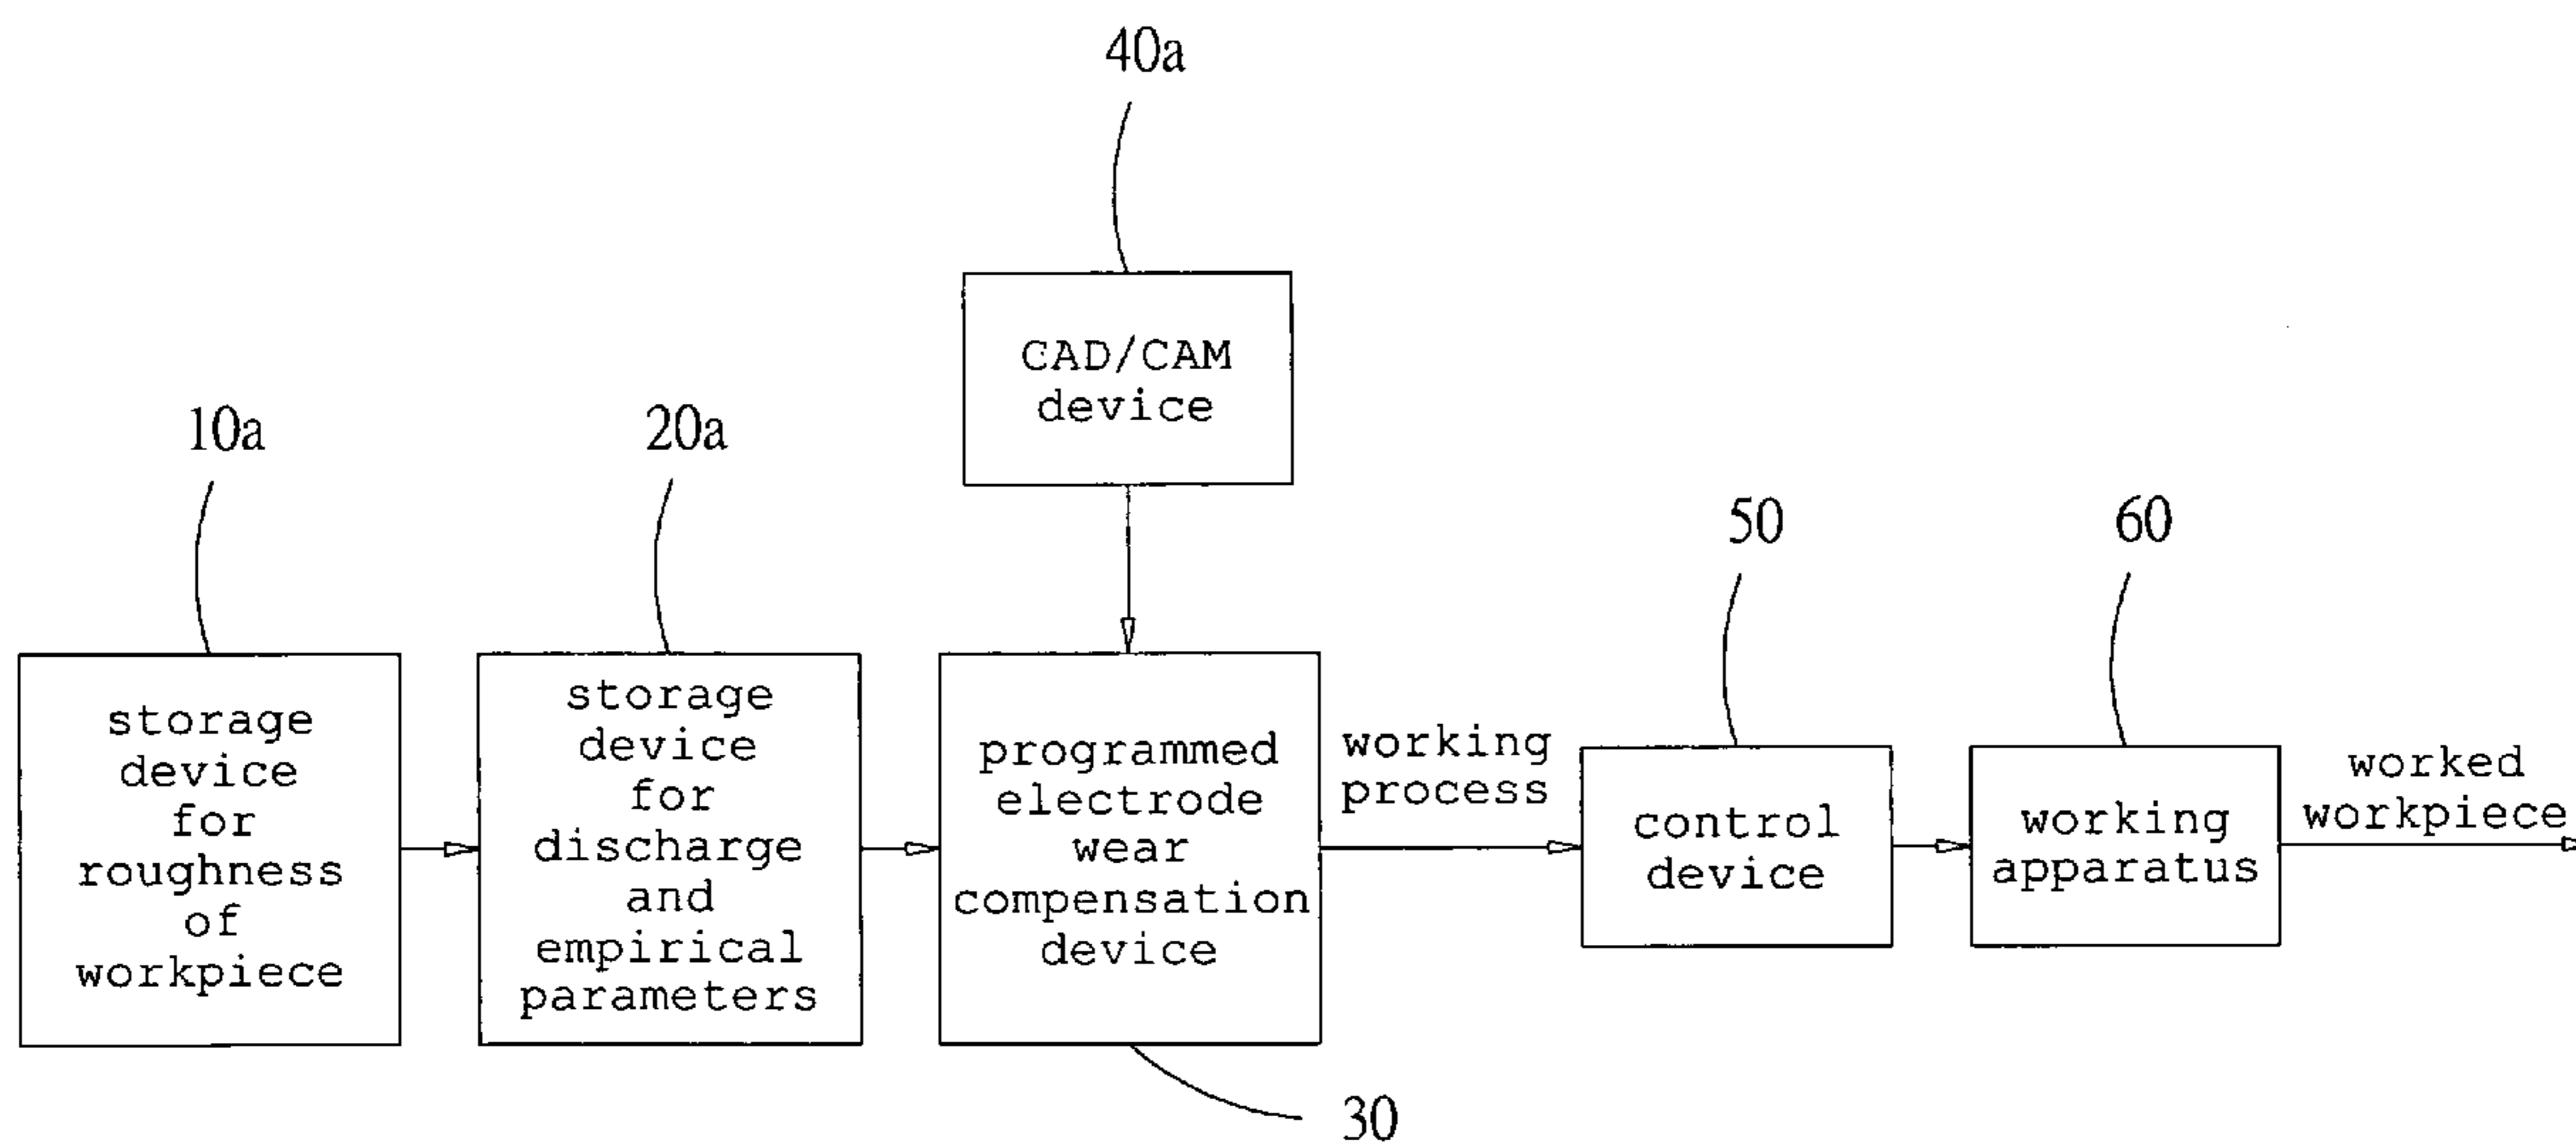 40a
CAD/CAM
device
10a
20a
50
60
storage
device
for
roughness
of
workpiece
storage
device
for
discharge
and
empirical
parameters
programmed
electrode
wear
compensation
device
working
process
control
device
working
apparatus
worked
workpiece
30